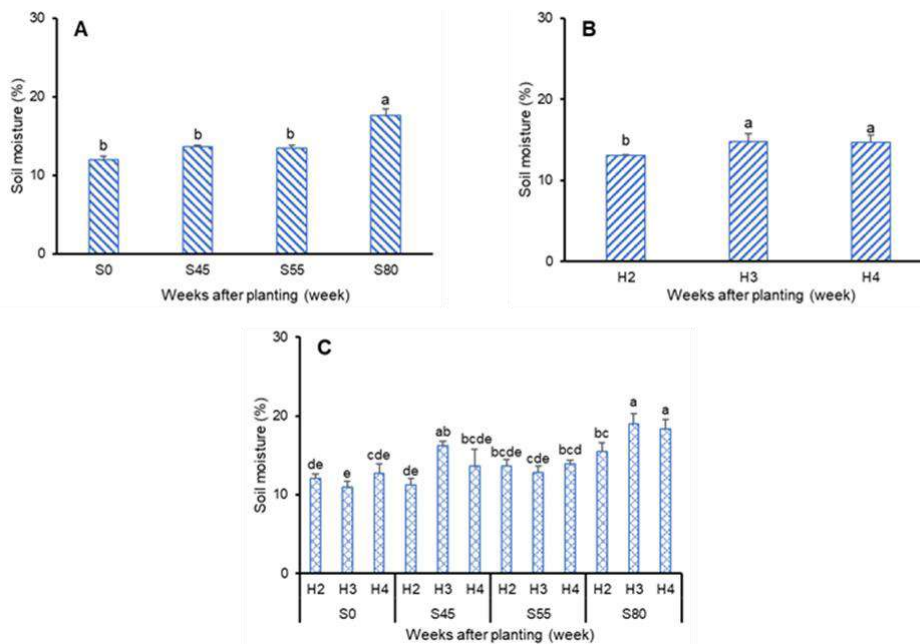 A
30
20
10
0
Soil moisture (%)
b
b
b
a
S0 S45 S55 S80
Weeks after planting (week)
B
30
20
10
0
Soil moisture (%)
b
a
a
H2 H3 H4
Weeks after planting (week)
C
30
20
10
0
Soil moisture (%)
de
e
cde
de
ab
bcde
bcde
cde
bcd
bc
a
a
H2 H3 H4 H2 H3 H4 H2 H3 H4 H2 H3 H4
S0 S45 S55 S80
Weeks after planting (week)